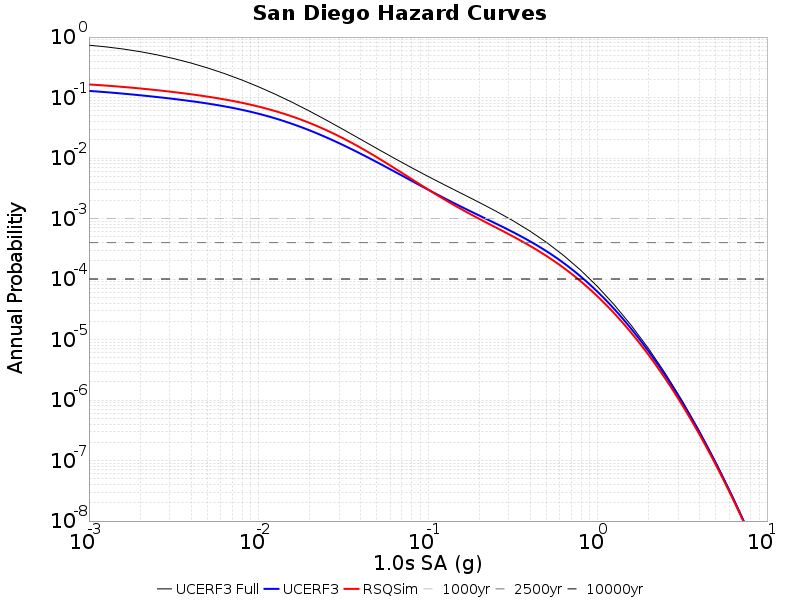 San Diego Hazard Curves
Annual Probabilitiy
10^0
10^-1
10^-2
10^-3
10^-4
10^-5
10^-6
10^-7
10^-8
10^-3 10^-2 10^-1 10^0 10^1
1.0s SA (g)
UCERF3 Full UCERF3 RSQSim 1000yr 2500yr 10000yr